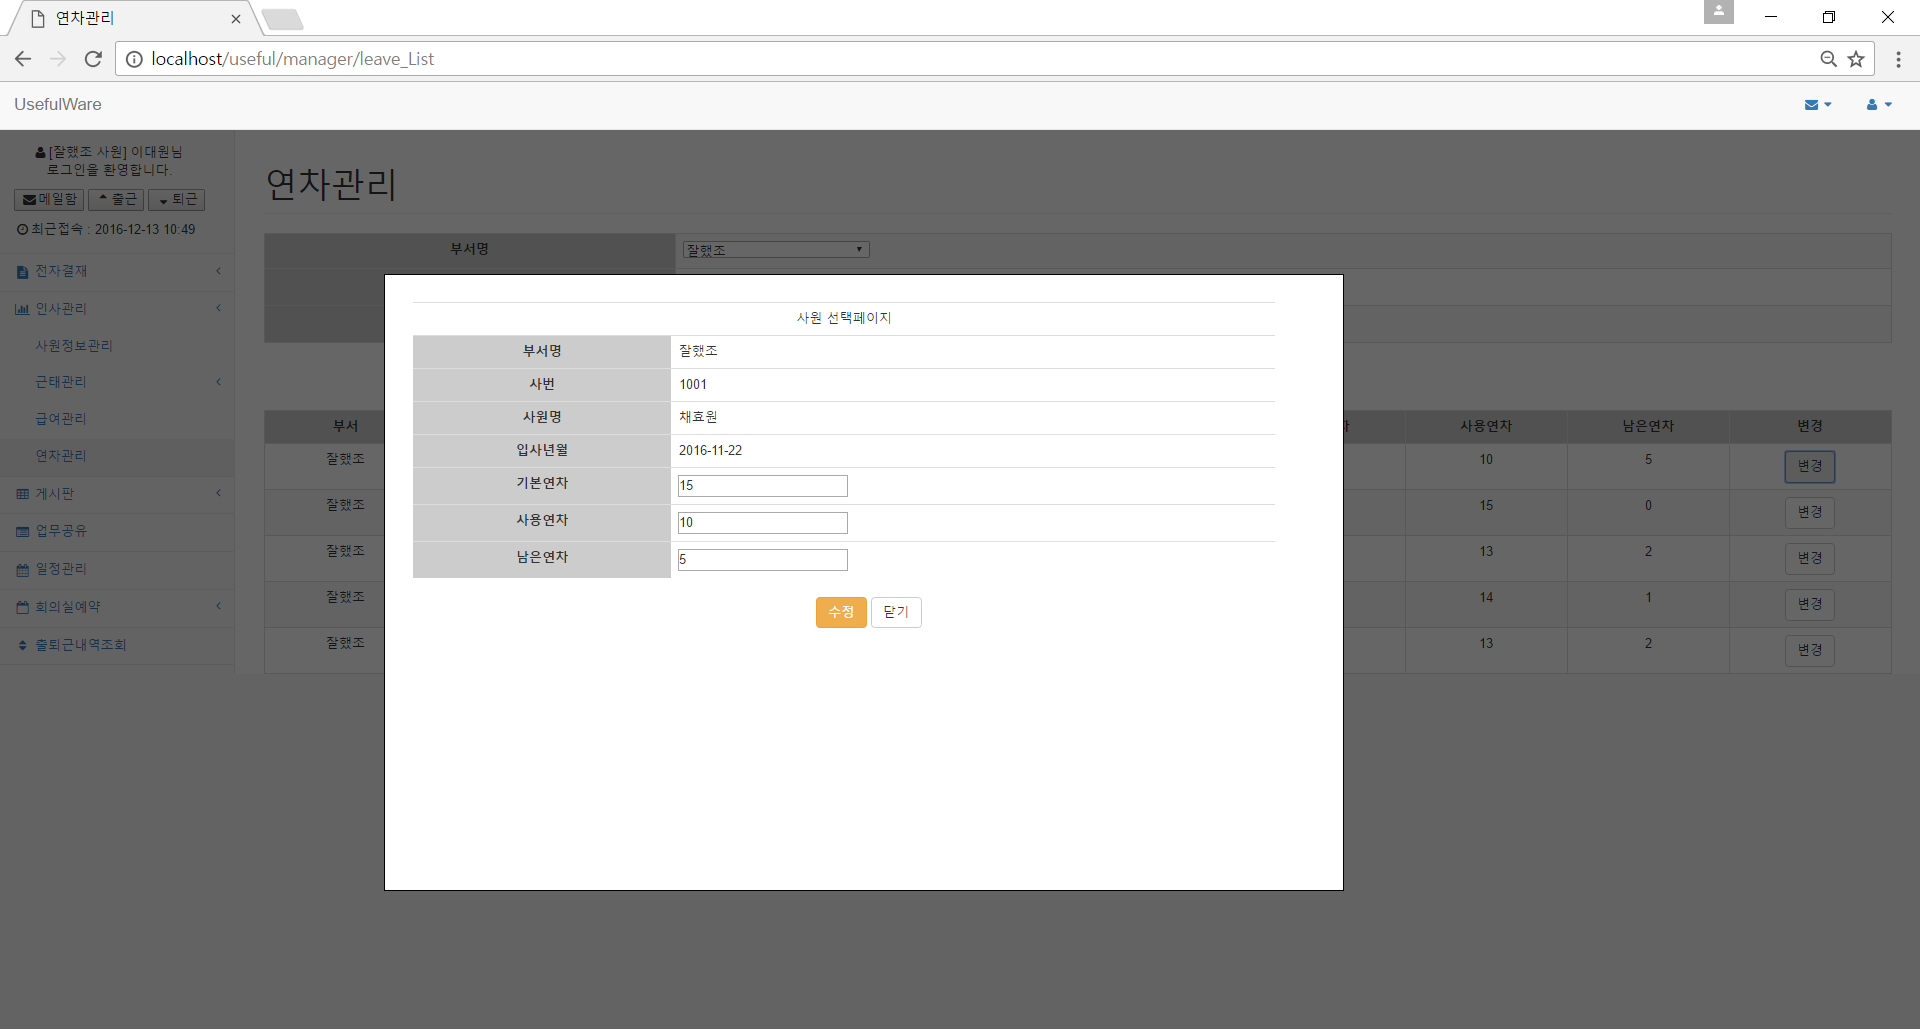 연차관리
localhost/useful/manager/leave_List
UsefulWare
[잘했조 사원] 이대원님
로그인을 환영합니다.
메일함 출근 퇴근
최근접속 : 2016-12-13 10:49
전자결재
인사관리
사원정보관리
근태관리
급여관리
연차관리
게시판
업무공유
일정관리
회의실예약
출퇴근내역조회
연차관리
부서명 잘했조
사원 선택페이지
부서명 잘했조
사번 1001
사원명 채효원
입사년월 2016-11-22
기본연차 15
사용연차 10
남은연차 5
수정 닫기
부서 사용연차 남은연차 변경
잘했조 10 5 변경
잘했조 15 0 변경
잘했조 13 2 변경
잘했조 14 1 변경
잘했조 13 2 변경